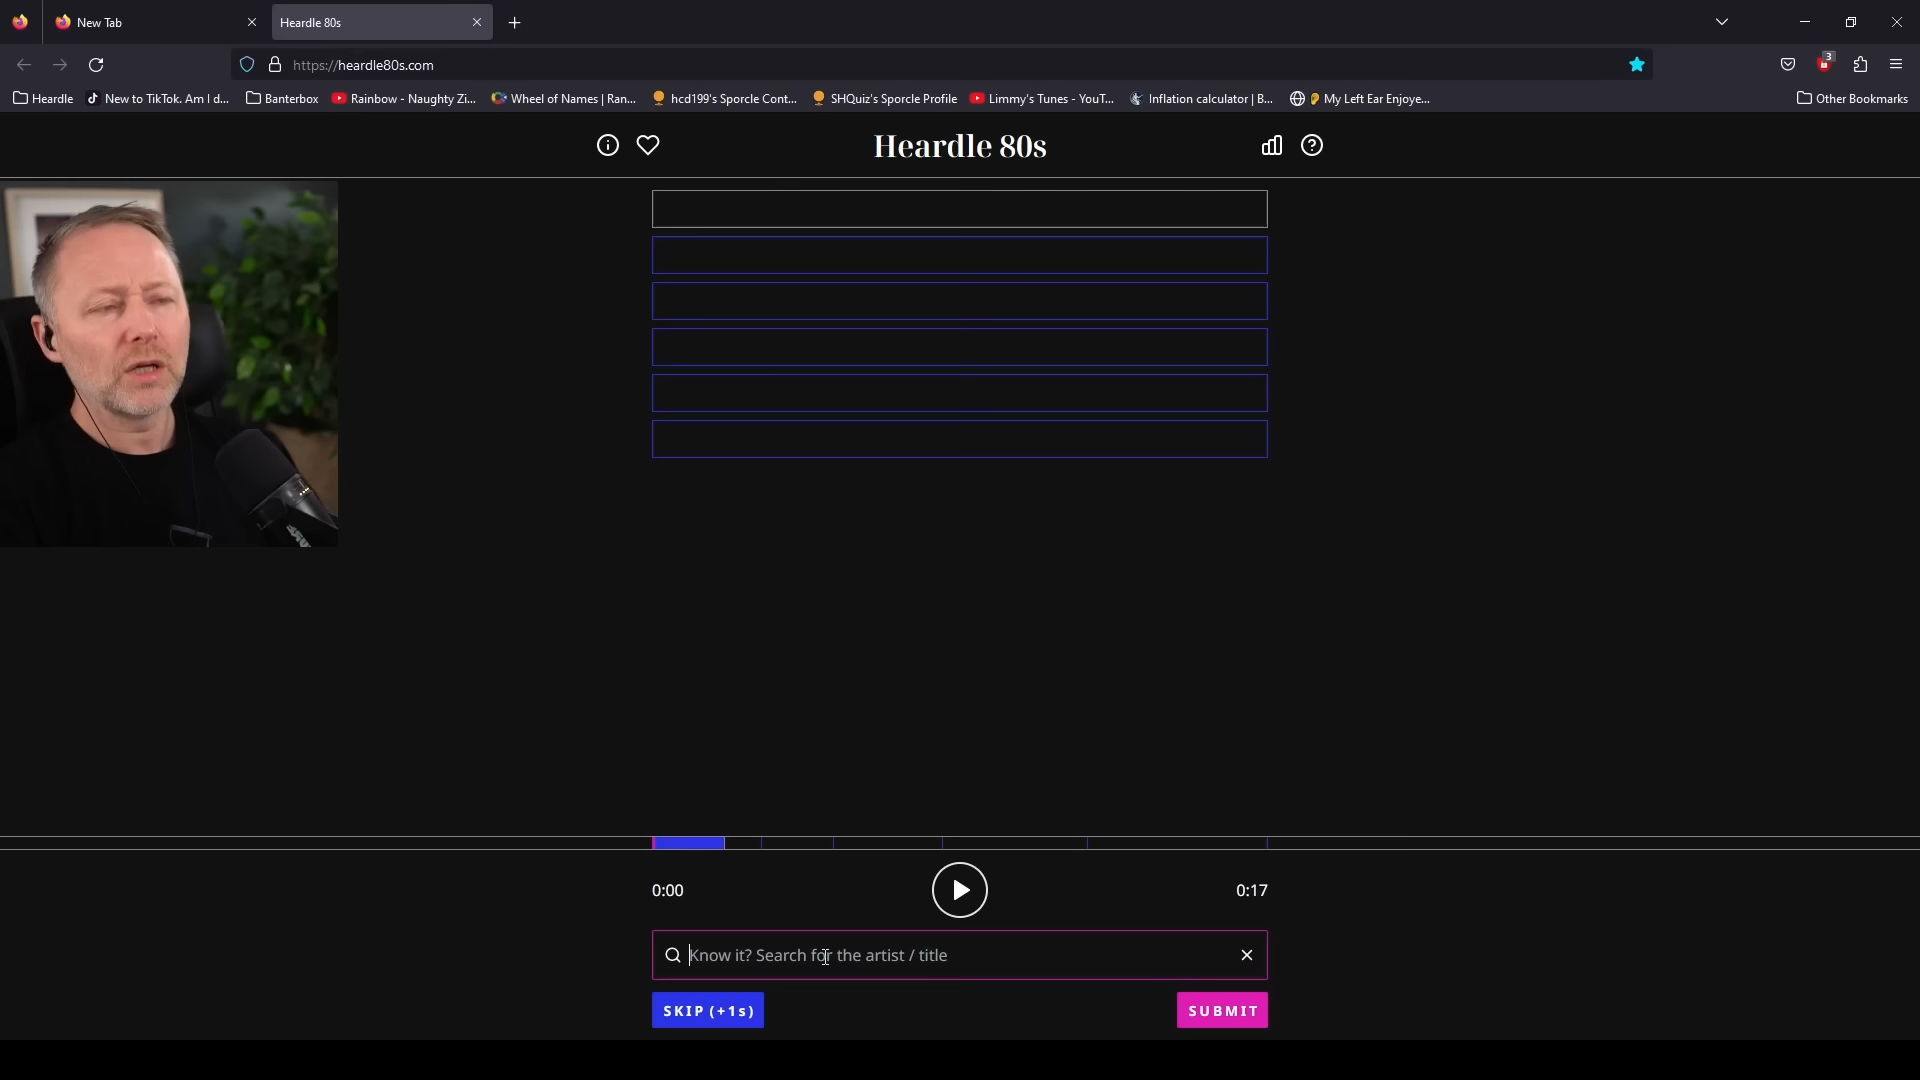 New Tab
Heardle 80s
https://heardle80s.com
3
Heardle
New to TikTok. Am I d...
Banterbox
Rainbow - Naughty Zi...
Wheel of Names | Ran...
hcd199's Sporcle Cont...
SHQuiz's Sporcle Profile
Limmy's Tunes - YouT...
Inflation calculator | B...
My Left Ear Enjoye...
Other Bookmarks
Heardle 80s
0:00
0:17
Know it? Search for the artist / title
SKIP (+1s)
SUBMIT